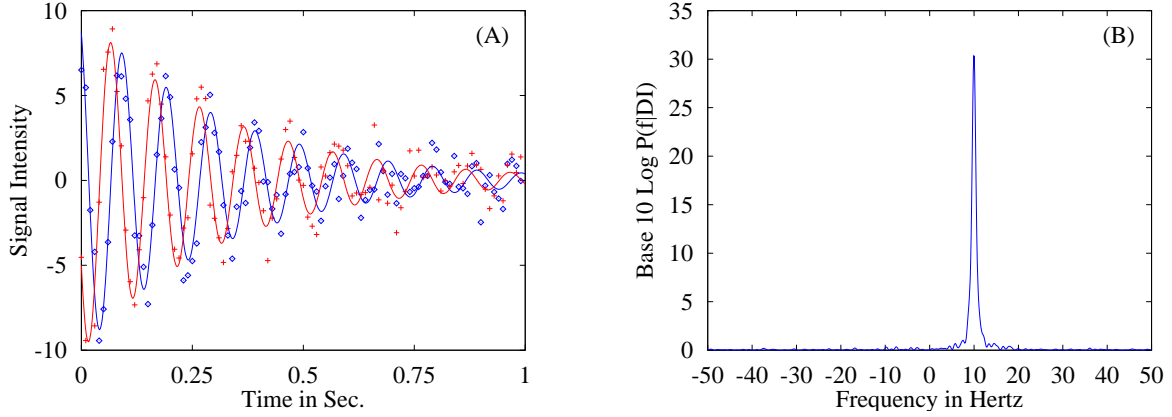 (A)
10
5
0
-5
-10
Signal Intensity
0 0.25 0.5 0.75 1
Time in Sec.
(B)
35
30
25
20
15
10
5
0
Base 10 Log P(f|DI)
-50 -40 -30 -20 -10 0 10 20 30 40 50
Frequency in Hertz